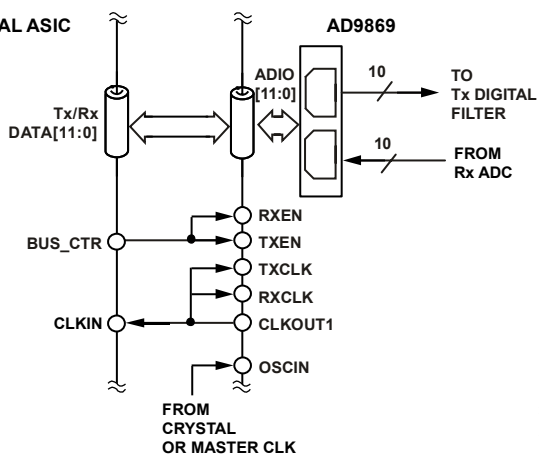 AL ASIC
AD9869
ADIO
[11:0]
10
TO
Tx DIGITAL
FILTER
Tx/Rx
DATA[11:0]
10
FROM
Rx ADC
RXEN
BUS_CTR
TXEN
TXCLK
RXCLK
CLKIN
CLKOUT1
OSCIN
FROM
CRYSTAL
OR MASTER CLK